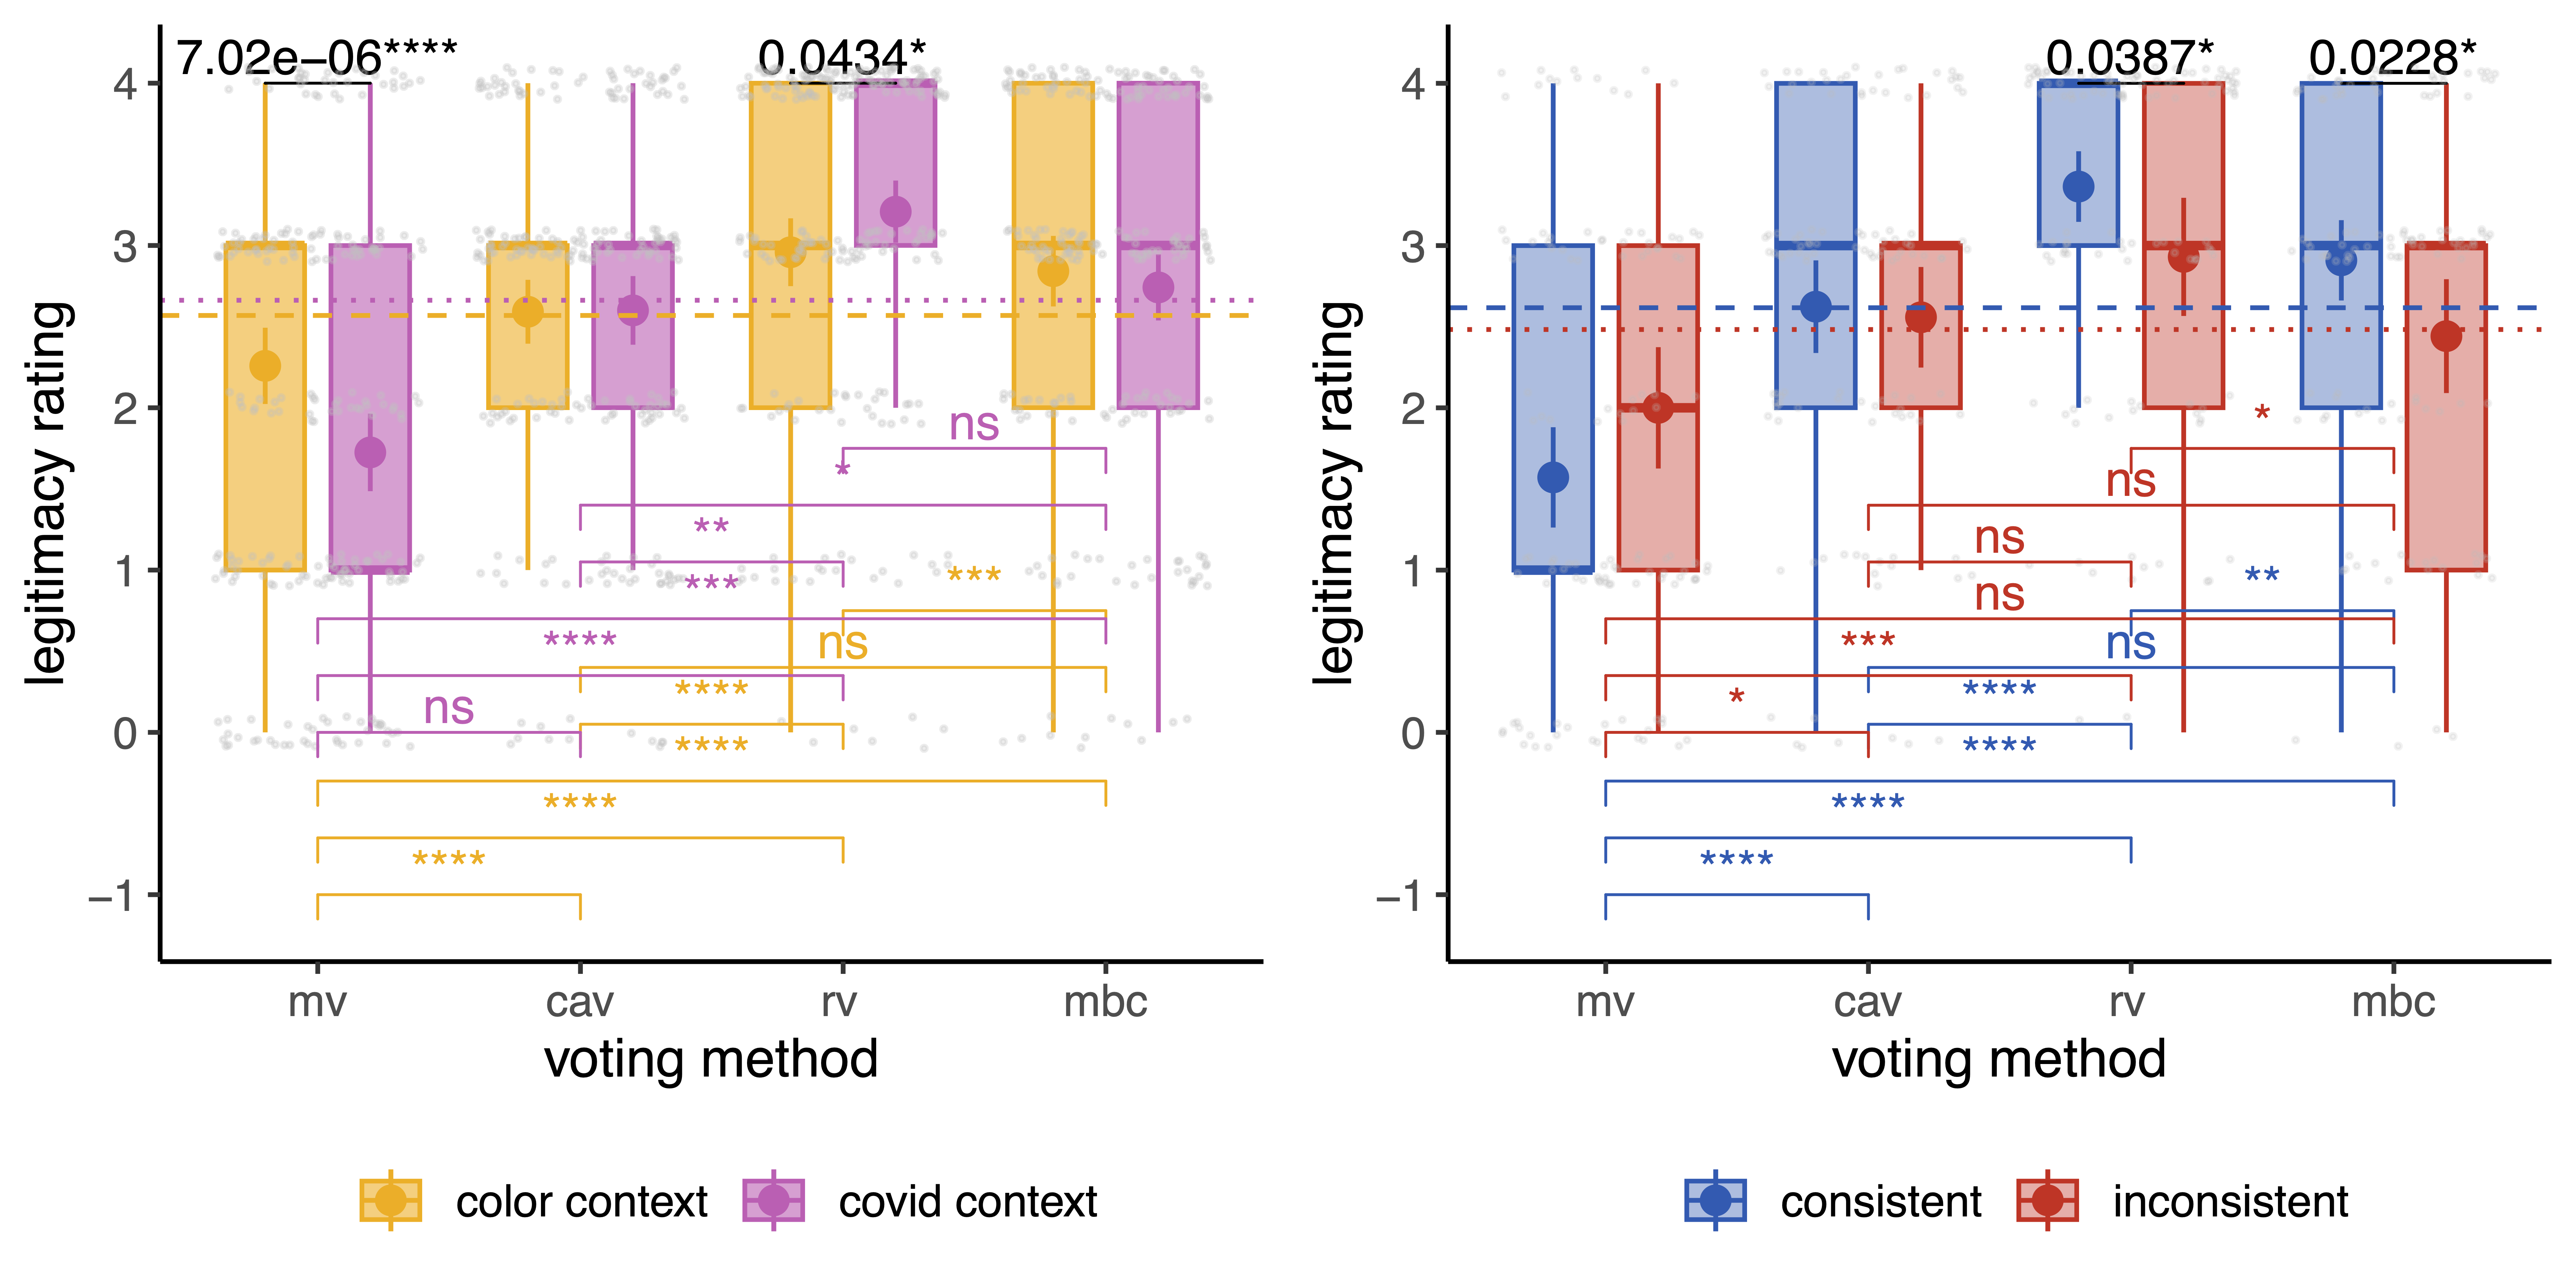 7.02e−06****
0.0434*
4
3
2
1
0
−1
legitimacy rating
ns
*
**
***
***
****
ns
****
ns
****
****
****
mv
cav
rv
mbc
voting method
color context
covid context
0.0387*
0.0228*
4
3
2
1
0
−1
legitimacy rating
*
ns
ns
**
ns
***
ns
****
*
****
****
****
mv
cav
rv
mbc
voting method
consistent
inconsistent